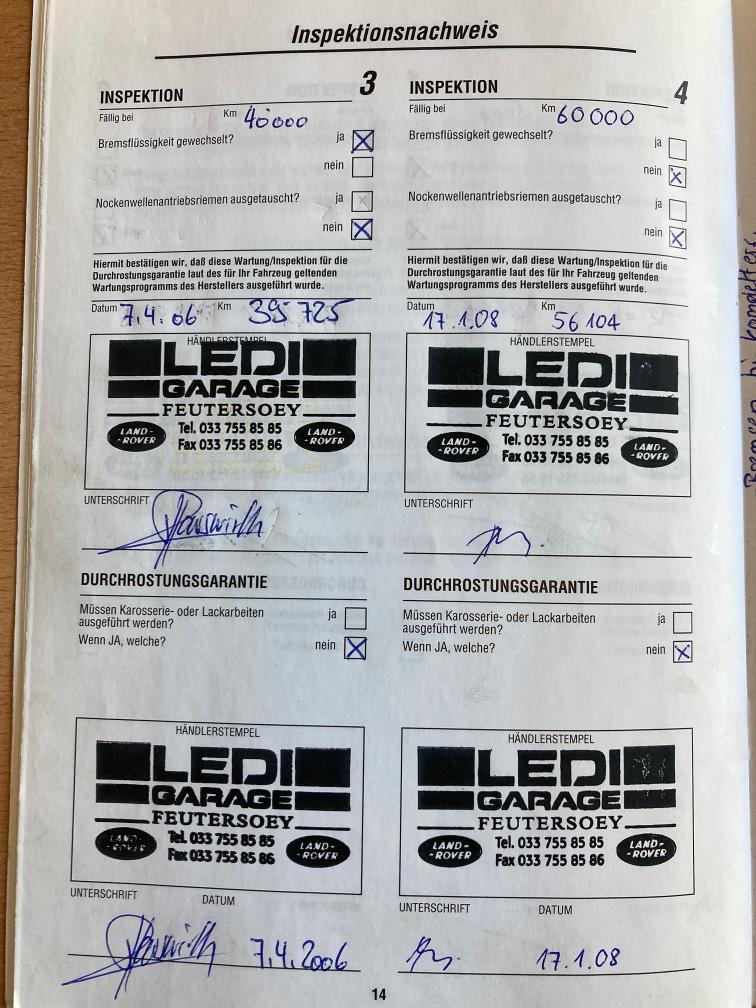 Inspektionsnachweis
INSPEKTION 3
Fällig bei Km 40000
Bremsflüssigkeit gewechselt? ja
nein
Nockenwellenantriebsriemen ausgetauscht? ja
nein
Hiermit bestätigen wir, daß diese Wartung/Inspektion für die
Durchrostungsgarantie laut des für Ihr Fahrzeug geltenden
Wartungsprogramms des Herstellers ausgeführt wurde.
Datum 7.4.06 Km 39 725
HÄNDLERSTEMPEL
LEDI
GARAGE
FEUTERSOEY
Tel. 033 755 85 85
Fax 033 755 85 86
LAND-
-ROVER
LAND-
-ROVER
UNTERSCHRIFT
DURCHROSTUNGSGARANTIE
Müssen Karosserie- oder Lackarbeiten ja
ausgeführt werden?
Wenn JA, welche? nein
HÄNDLERSTEMPEL
LEDI
GARAGE
FEUTERSOEY
Tel. 033 755 85 85
Fax 033 755 85 86
LAND-
-ROVER
LAND-
-ROVER
UNTERSCHRIFT DATUM
7.4.2006
INSPEKTION 4
Fällig bei Km 60 000
Bremsflüssigkeit gewechselt? ja
nein
Nockenwellenantriebsriemen ausgetauscht? ja
nein
Hiermit bestätigen wir, daß diese Wartung/Inspektion für die
Durchrostungsgarantie laut des für Ihr Fahrzeug geltenden
Wartungsprogramms des Herstellers ausgeführt wurde.
Datum 17.1.08 Km 56 104
HÄNDLERSTEMPEL
LEDI
GARAGE
FEUTERSOEY
Tel. 033 755 85 85
Fax 033 755 85 86
LAND-
-ROVER
LAND-
-ROVER
UNTERSCHRIFT
DURCHROSTUNGSGARANTIE
Müssen Karosserie- oder Lackarbeiten ja
ausgeführt werden?
Wenn JA, welche? nein
HÄNDLERSTEMPEL
LEDI
GARAGE
FEUTERSOEY
Tel. 033 755 85 85
Fax 033 755 85 86
LAND-
-ROVER
LAND-
-ROVER
UNTERSCHRIFT DATUM
17.1.08
14